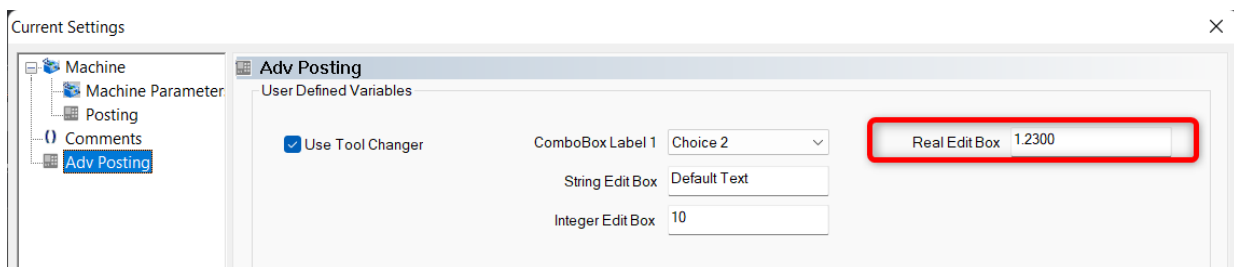 Current Settings
Machine
Machine Parameter
Posting
() Comments
Adv Posting
Adv Posting
User Defined Variables
Use Tool Changer
ComboBox Label 1 Choice 2
String Edit Box Default Text
Integer Edit Box 10
Real Edit Box 1.2300